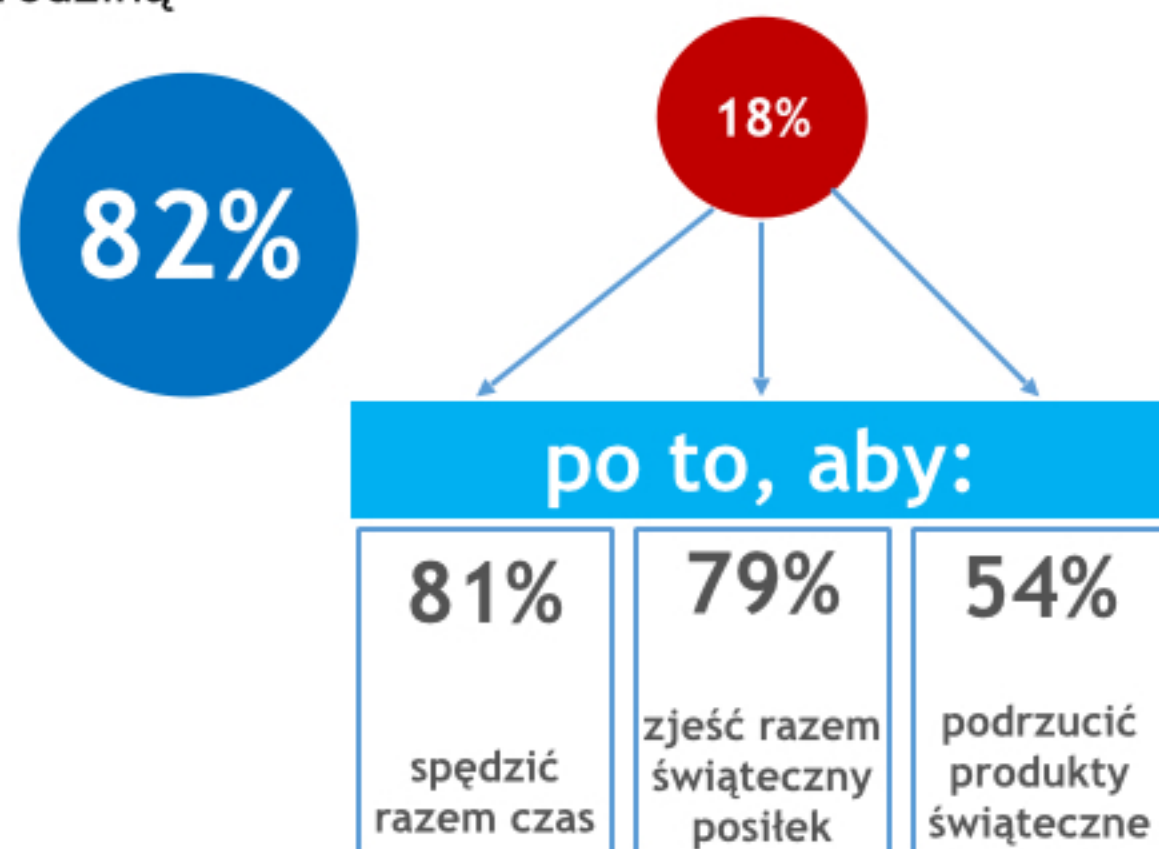 82%
18%
po to, aby:
81%
spędzić
razem czas
79%
zjeść razem
świąteczny
posiłek
54%
podrzucić
produkty
świąteczne